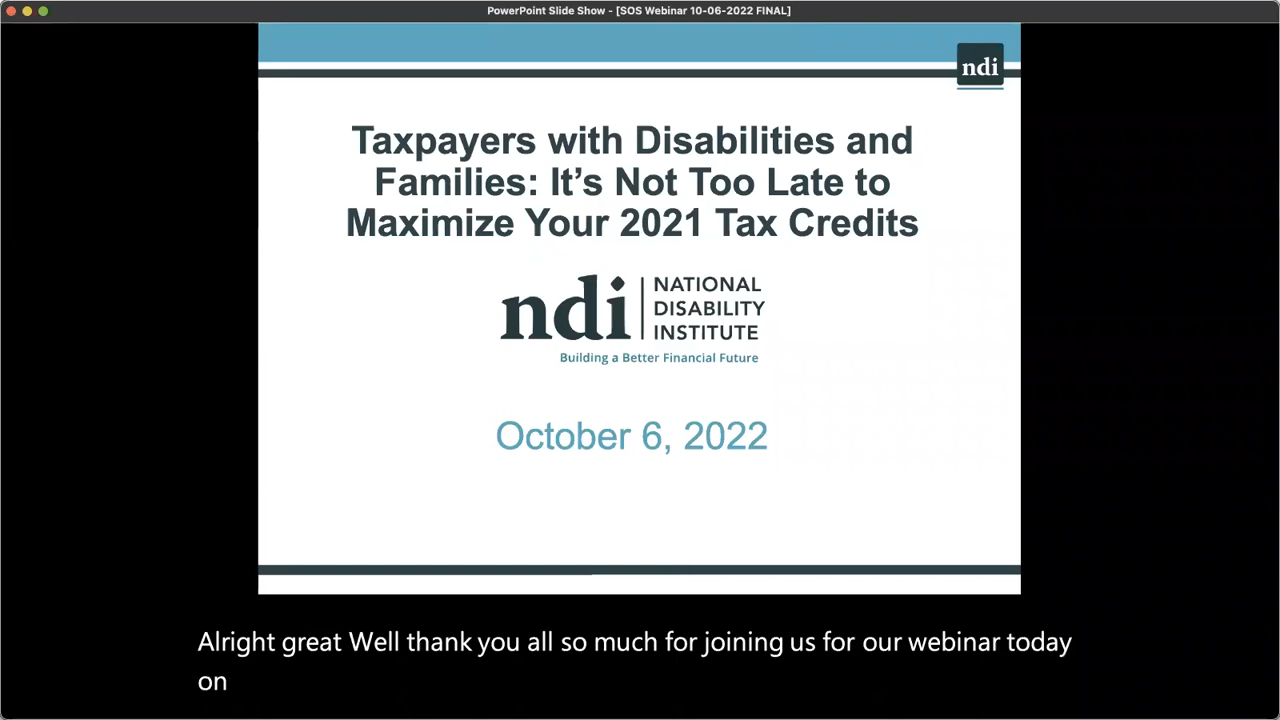 PowerPoint Slide Show - [SOS Webinar 10-06-2022 FINAL]
ndi
Taxpayers with Disabilities and
Families: It’s Not Too Late to
Maximize Your 2021 Tax Credits
ndi
NATIONAL
DISABILITY
INSTITUTE
Building a Better Financial Future
October 6, 2022
Alright great Well thank you all so much for joining us for our webinar today
on